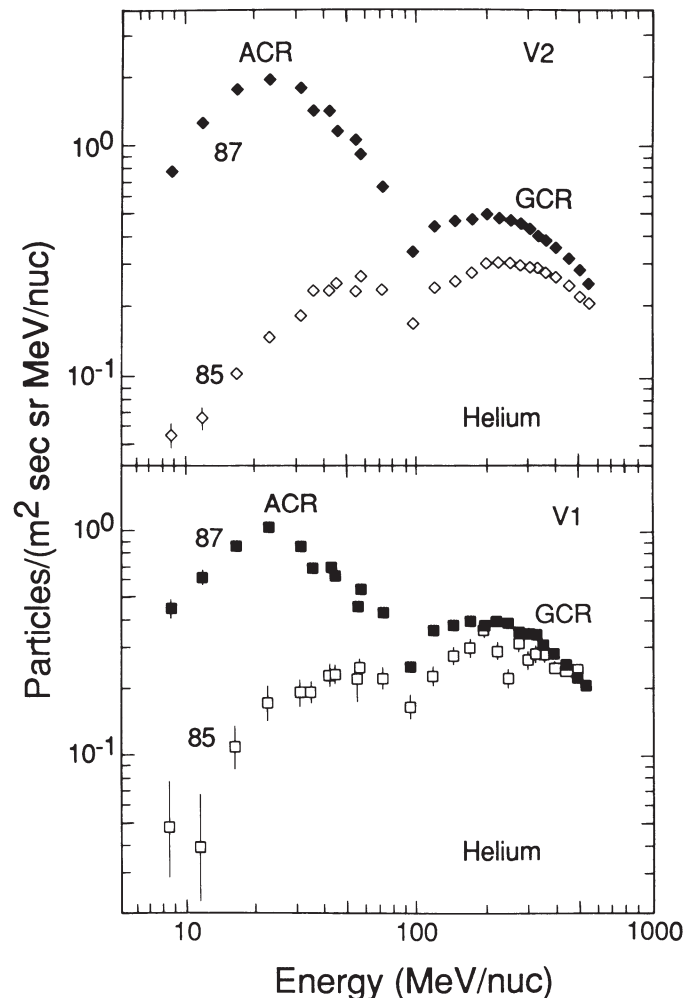 ACR
V2
10⁰
87
GCR
85
10⁻¹
Helium
Particles/(m² sec sr MeV/nuc)
ACR
V1
10⁰
87
GCR
85
10⁻¹
Helium
10
100
1000
Energy (MeV/nuc)